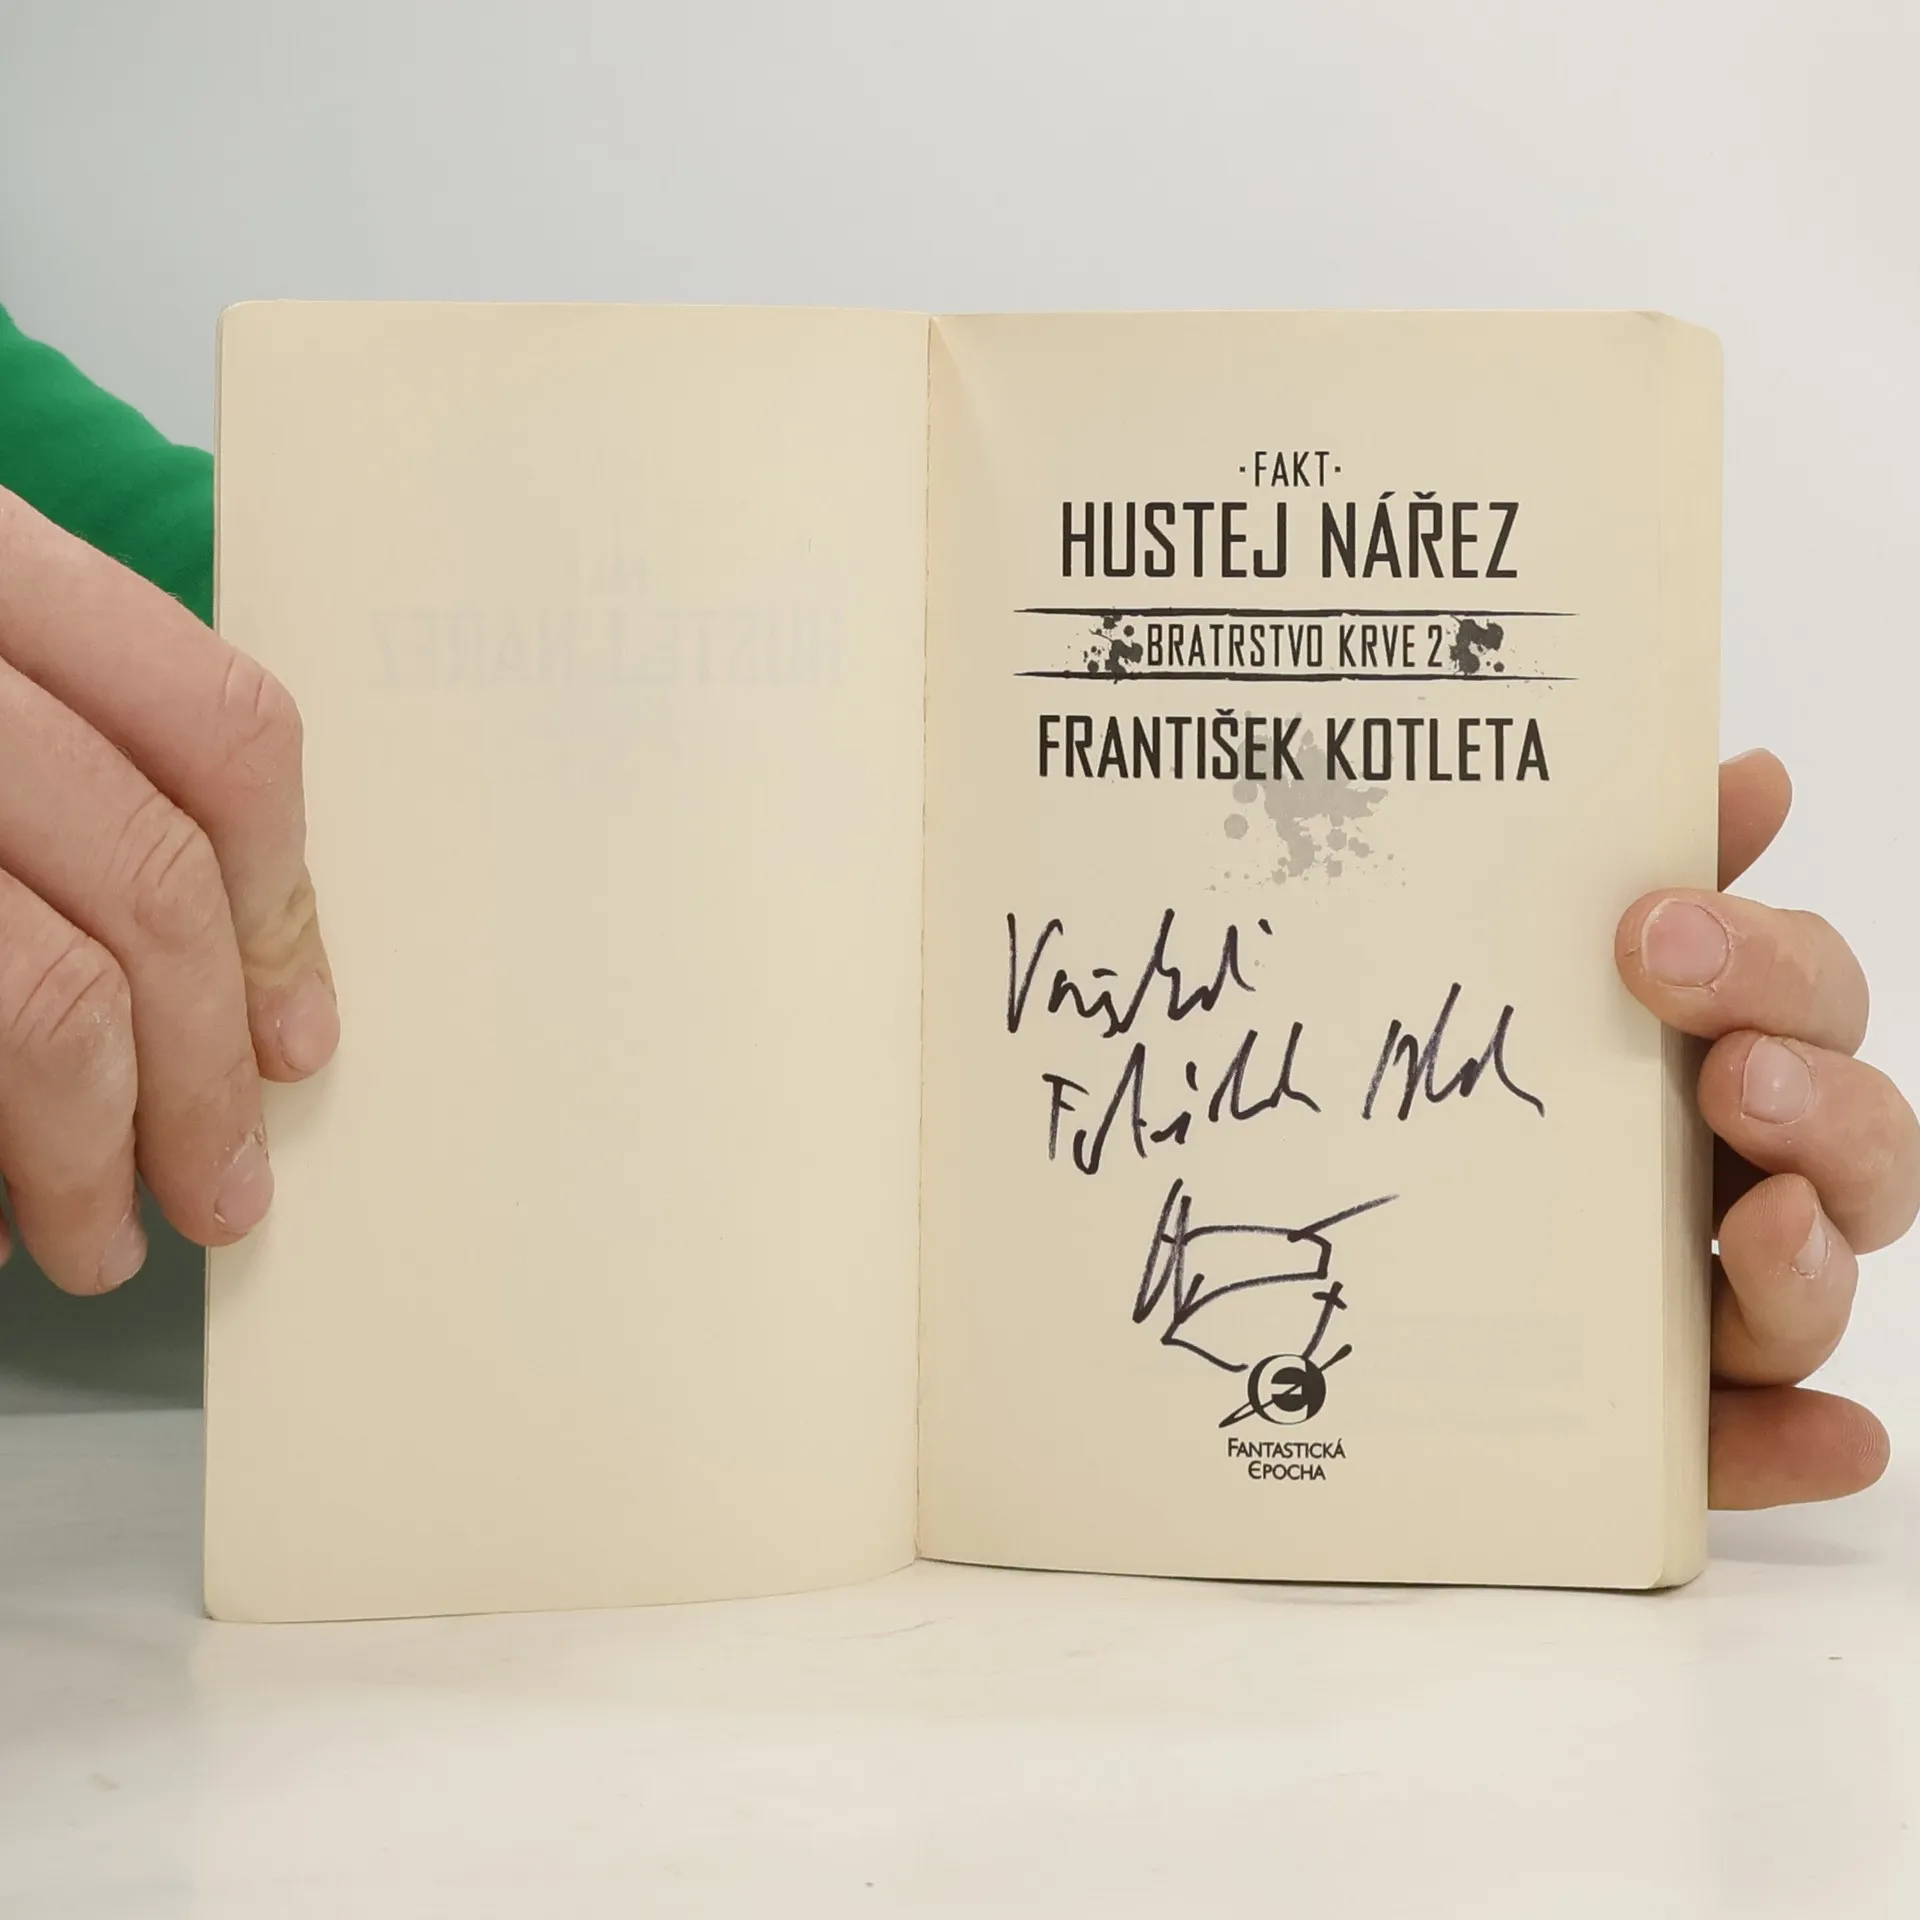 ·FAKT·
HUSTEJ NÁŘEZ
BRATRSTVO KRVE 2
FRANTIŠEK KOTLETA
FANTASTICKÁ
EPOCHA